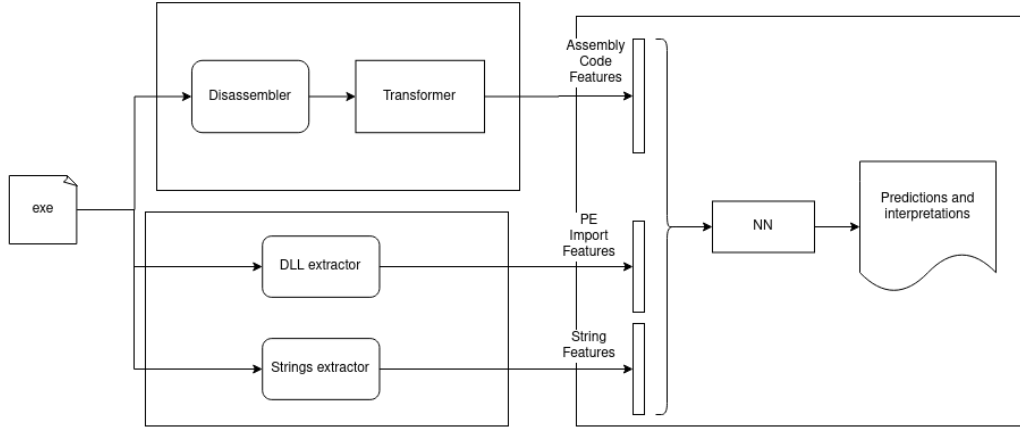 Assembly
Code
Features
Disassembler
Transformer
exe
PE
Import
Features
DLL extractor
NN
Predictions and
interpretations
String
Features
Strings extractor